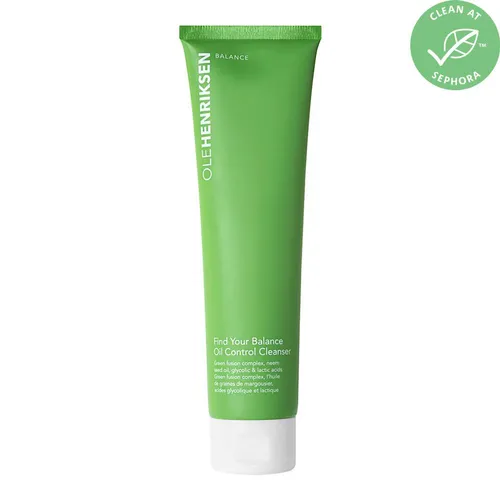 CLEAN AT
SEPHORA
™
BALANCE
OLEHENRIKSEN
Find Your Balance
Oil Control Cleanser
Green fusion complex, neem
seed oil, glycolic & lactic acids
Green fusion complex, l'huile
de graines de margousier,
acides glycolique et lactique